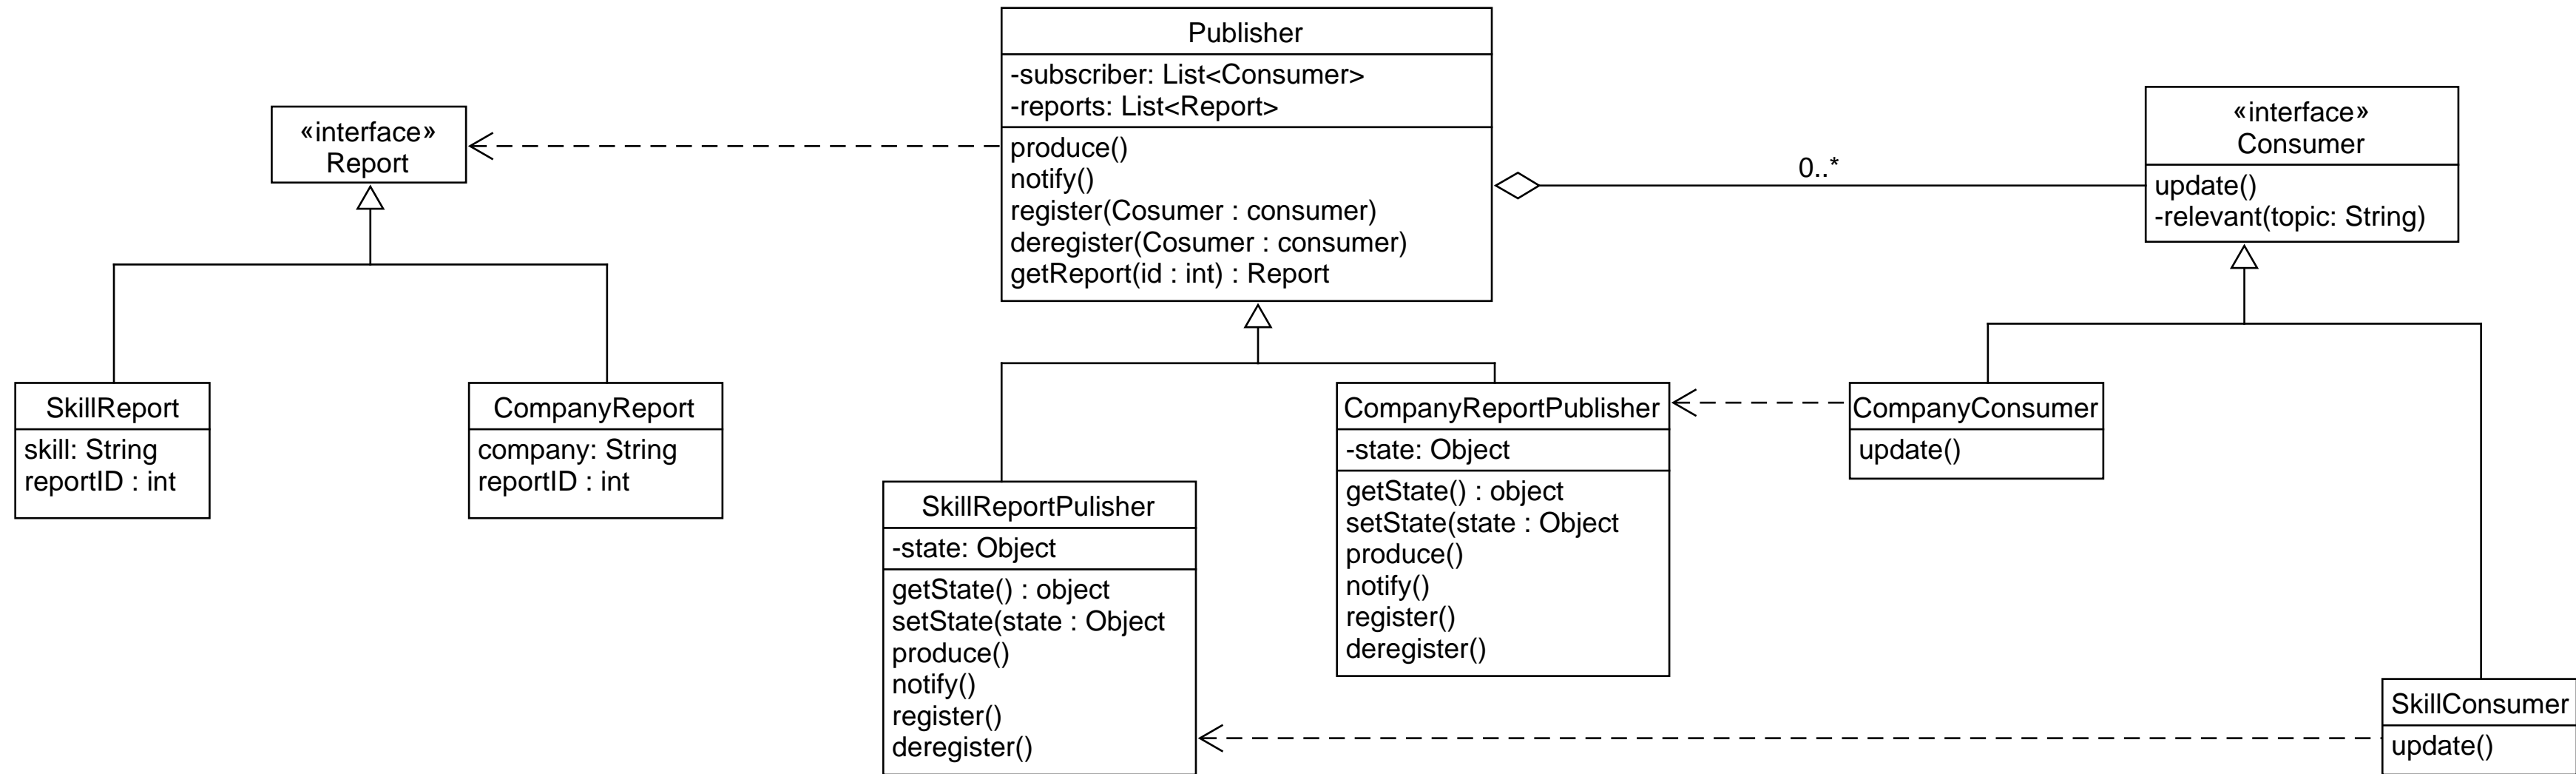 Publisher
-subscriber: List<Consumer>
-reports: List<Report>
produce()
notify()
register(Cosumer : consumer)
deregister(Cosumer : consumer)
getReport(id : int) : Report
«interface»
Report
0..*
«interface»
Consumer
update()
-relevant(topic: String)
SkillReport
skill: String
reportID : int
CompanyReport
company: String
reportID : int
SkillReportPulisher
-state: Object
getState() : object
setState(state : Object
produce()
notify()
register()
deregister()
CompanyReportPublisher
-state: Object
getState() : object
setState(state : Object
produce()
notify()
register()
deregister()
CompanyConsumer
update()
SkillConsumer
update()